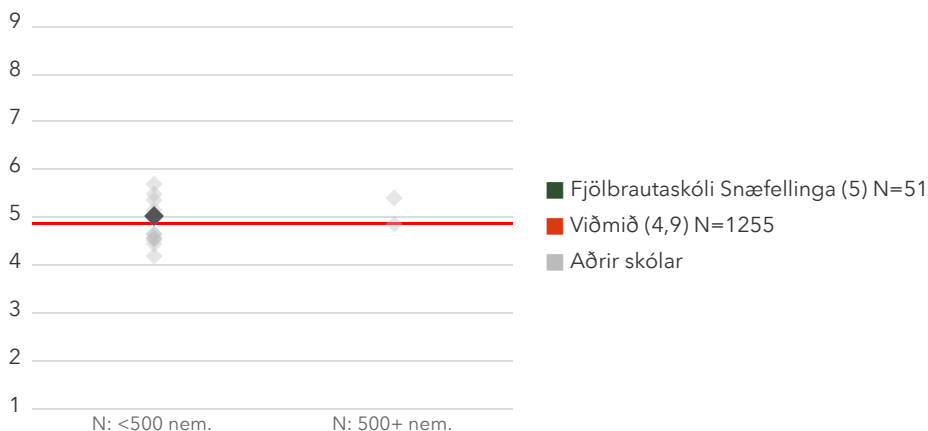 9
8
7
6
5
4
3
2
1
N: <500 nem.
N: 500+ nem.
Fjölbrautaskóli Snæfellinga (5) N=51
Viðmið (4,9) N=1255
Aðrir skólar